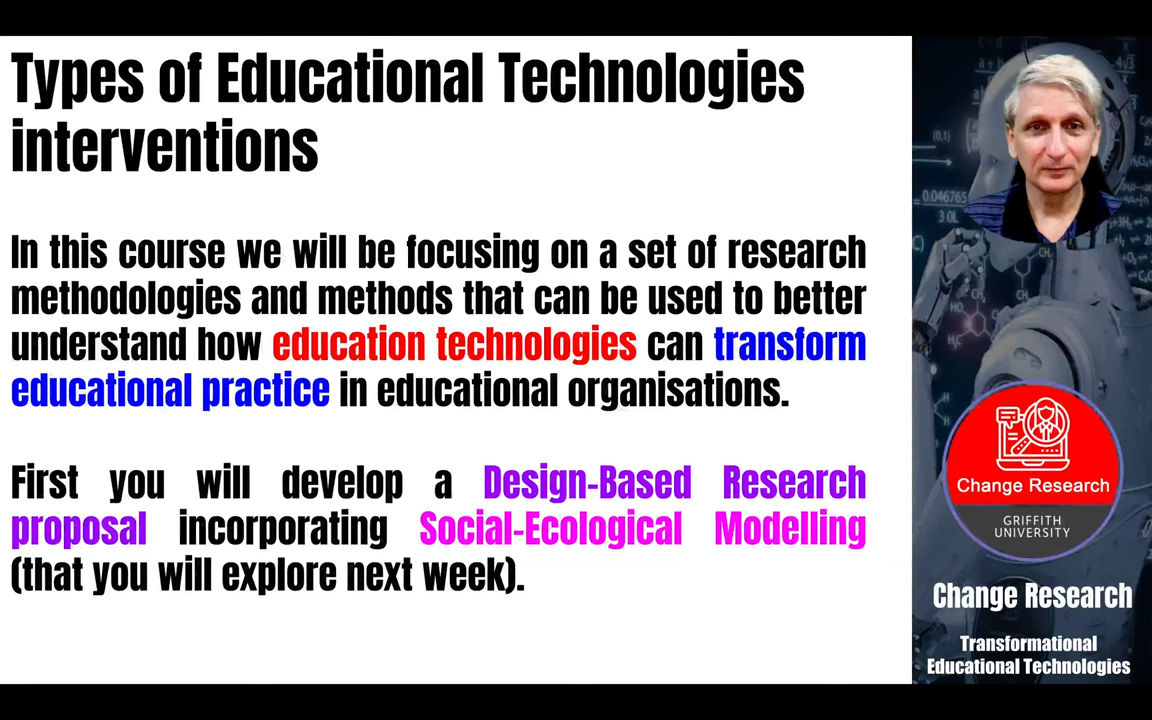 Types of Educational Technologies
interventions
In this course we will be focusing on a set of research
methodologies and methods that can be used to better
understand how education technologies can transform
educational practice in educational organisations.
First you will develop a Design-Based Research
proposal incorporating Social-Ecological Modelling
(that you will explore next week).
0.046765
Change Research
GRIFFITH
UNIVERSITY
Change Research
Transformational
Educational Technologies